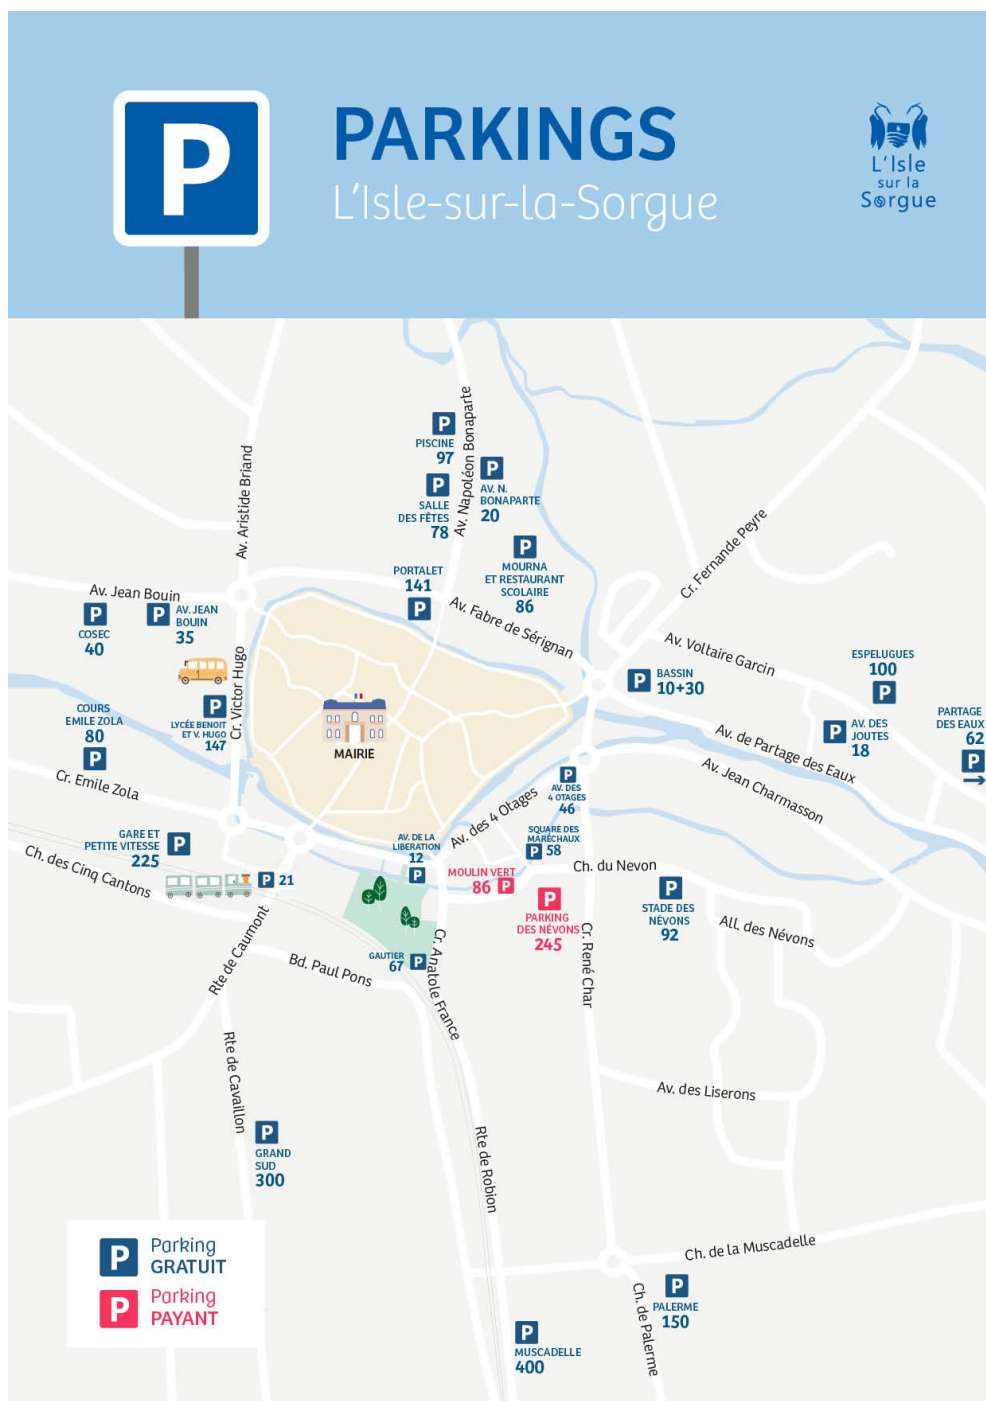 P
PARKINGS
L'Isle-sur-la-Sorgue
L'Isle
sur la
Sorgue
Av. Napoléon Bonaparte
P
PISCINE
97
P
SALLE
DES FÊTES
78
P
AV. N.
BONAPARTE
20
Av. Aristide Briand
P
MOURNA
ET RESTAURANT
SCOLAIRE
86
Cr. Fernande Peyre
PORTALET
141
P
Av. Fabre de Sérignan
Av. Jean Bouin
P
COSEC
40
P
AV. JEAN
BOUIN
35
Av. Voltaire Garcin
ESPELUGUES
100
P
P
BASSIN
10+30
Cr. Victor Hugo
P
LYCÉE BENOIT
ET V. HUGO
147
COURS
EMILE ZOLA
80
P
MAIRIE
PARTAGE
DES EAUX
62
P
P
AV. DES
JOUTES
18
Av. de Partage des Eaux
Av. Jean Charmasson
Cr. Emile Zola
P
AV. DES
4 OTAGES
46
Av. des 4 Otages
GARE ET
PETITE VITESSE
225
P
AV. DE LA
LIBERATION
12
P
SQUARE DES
MARÉCHAUX
P 58
Ch. du Nevon
Ch. des Cinq Cantons
P 21
MOULIN VERT
86 P
P
PARKING
DES NÉVONS
245
P
STADE DES
NÉVONS
92
All. des Névons
Cr. René Char
Rte de Caumont
Bd. Paul Pons
GAUTIER
67 P
Cr. Anatole France
Rte de Cavaillon
Av. des Liserons
P
GRAND
SUD
300
Rte de Robion
Ch. de la Muscadelle
P
PALERME
150
Ch. de Palerme
P
MUSCADELLE
400
P Parking
GRATUIT
P Parking
PAYANT